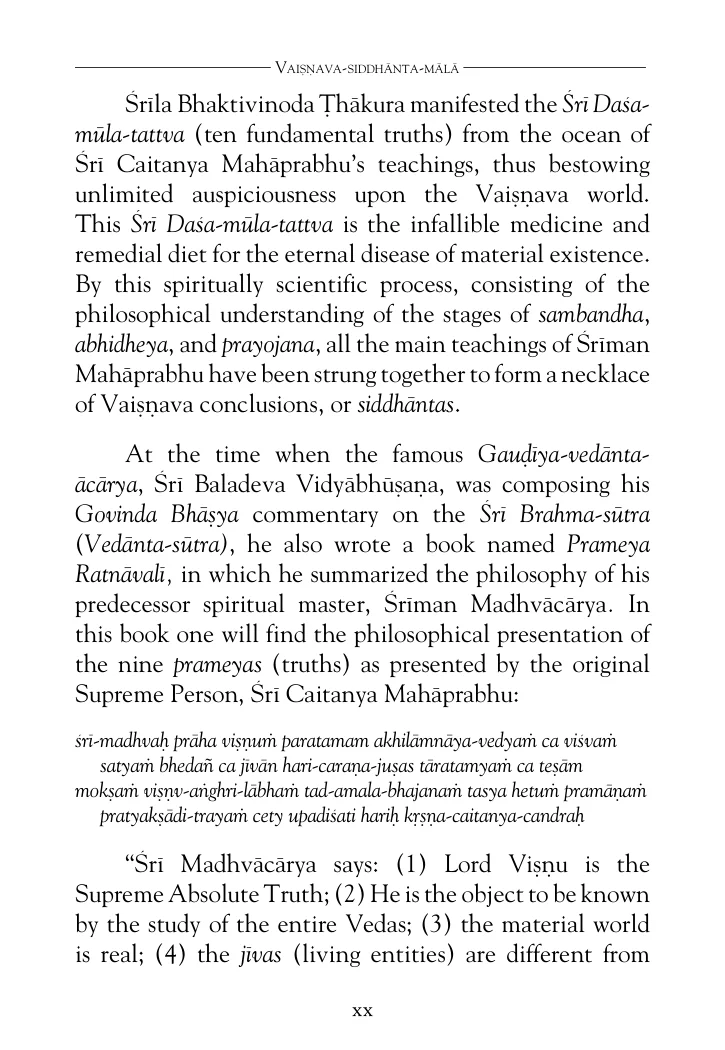 Vaiṣṇava-siddhānta-mālā
Śrīla Bhaktivinoda Ṭhākura manifested the Śrī Daśa-
mūla-tattva (ten fundamental truths) from the ocean of
Śrī Caitanya Mahāprabhu’s teachings, thus bestowing
unlimited auspiciousness upon the Vaiṣṇava world.
This Śrī Daśa-mūla-tattva is the infallible medicine and
remedial diet for the eternal disease of material existence.
By this spiritually scientific process, consisting of the
philosophical understanding of the stages of sambandha,
abhidheya, and prayojana, all the main teachings of Śrīman
Mahāprabhu have been strung together to form a necklace
of Vaiṣṇava conclusions, or siddhāntas.
At the time when the famous Gauḍīya-vedānta-
ācārya, Śrī Baladeva Vidyābhūṣaṇa, was composing his
Govinda Bhāṣya commentary on the Śrī Brahma-sūtra
(Vedānta-sūtra), he also wrote a book named Prameya
Ratnāvalī, in which he summarized the philosophy of his
predecessor spiritual master, Śrīman Madhvācārya. In
this book one will find the philosophical presentation of
the nine prameyas (truths) as presented by the original
Supreme Person, Śrī Caitanya Mahāprabhu:
śrī-madhvaḥ prāha viṣṇuṁ paratamam akhilāmnāya-vedyaṁ ca viśvaṁ
satyaṁ bhedañ ca jīvān hari-caraṇa-juṣas tāratamyaṁ ca teṣām
mokṣaṁ viṣṇv-aṅghri-lābhaṁ tad-amala-bhajanaṁ tasya hetuṁ pramāṇaṁ
pratyakṣādi-trayaṁ cety upadiśati hariḥ kṛṣṇa-caitanya-candraḥ
“Śrī Madhvācārya says: (1) Lord Viṣṇu is the
Supreme Absolute Truth; (2) He is the object to be known
by the study of the entire Vedas; (3) the material world
is real; (4) the jīvas (living entities) are different from
xx